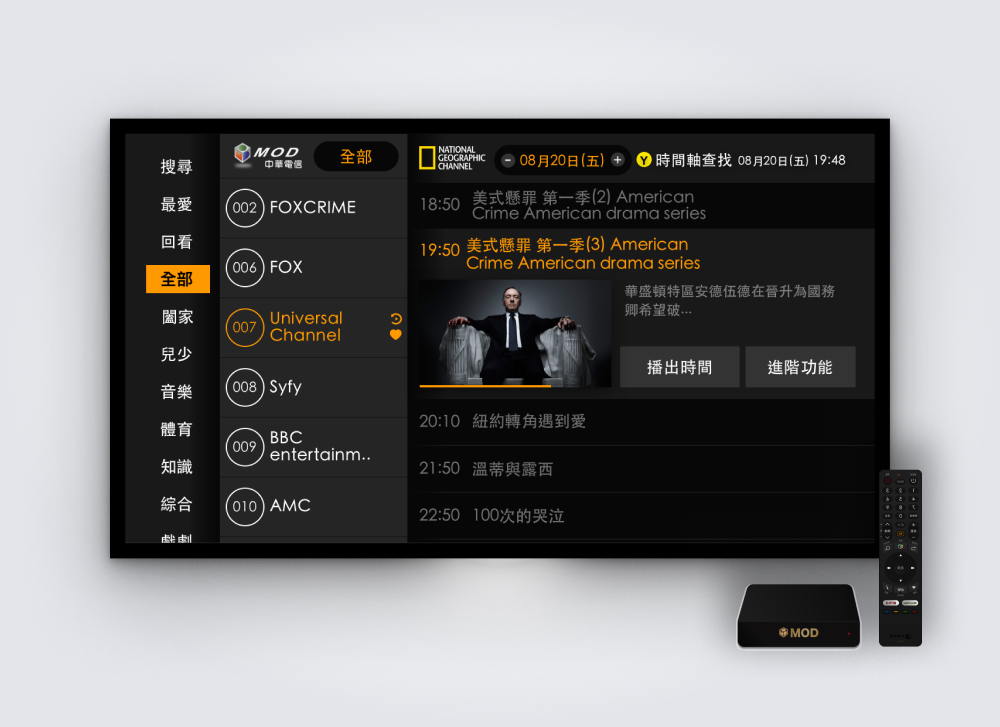 搜尋
最愛
回看
全部
闔家
兒少
音樂
體育
知識
綜合
戲劇
MOD
中華電信
全部
002 FOXCRIME
006 FOX
007 Universal
Channel
008 Syfy
009 BBC
entertainm..
010 AMC
NATIONAL
GEOGRAPHIC
CHANNEL
- 08月20日(五) +
Y 時間軸查找 08月20日(五) 19:48
18:50 美式懸罪 第一季(2) American
Crime American drama series
19:50 美式懸罪 第一季(3) American
Crime American drama series
華盛頓特區安德伍德在晉升為國務
卿希望破...
播出時間 進階功能
20:10 紐約轉角遇到愛
21:50 溫蒂與露西
22:50 100次的哭泣
MOD